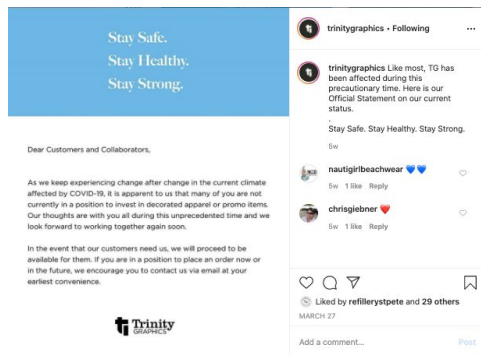 Stay Safe.
Stay Healthy.
Stay Strong.
Dear Customers and Collaborators,
As we keep experiencing change after change in the current climate
affected by COVID-19, it is apparent to us that many of you are not
currently in a position to invest in decorated apparel or promo items.
Our thoughts are with you all during this unprecedented time and we
look forward to working together again soon.
In the event that our customers need us, we will proceed to be
available for them. If you are in a position to place an order now or
in the future, we encourage you to contact us via email at your
earliest convenience.
Trinity
GRAPHICS
trinitygraphics • Following
trinitygraphics Like most, TG has
been affected during this
precautionary time. Here is our
Official Statement on our current
status.
.
Stay Safe. Stay Healthy. Stay Strong.
5w
nautigirlbeachwear 💙💙
5w 1 like Reply
chrisgiebner ❤️
5w 1 like Reply
Liked by refillerystpete and 29 others
MARCH 27
Add a comment... Post